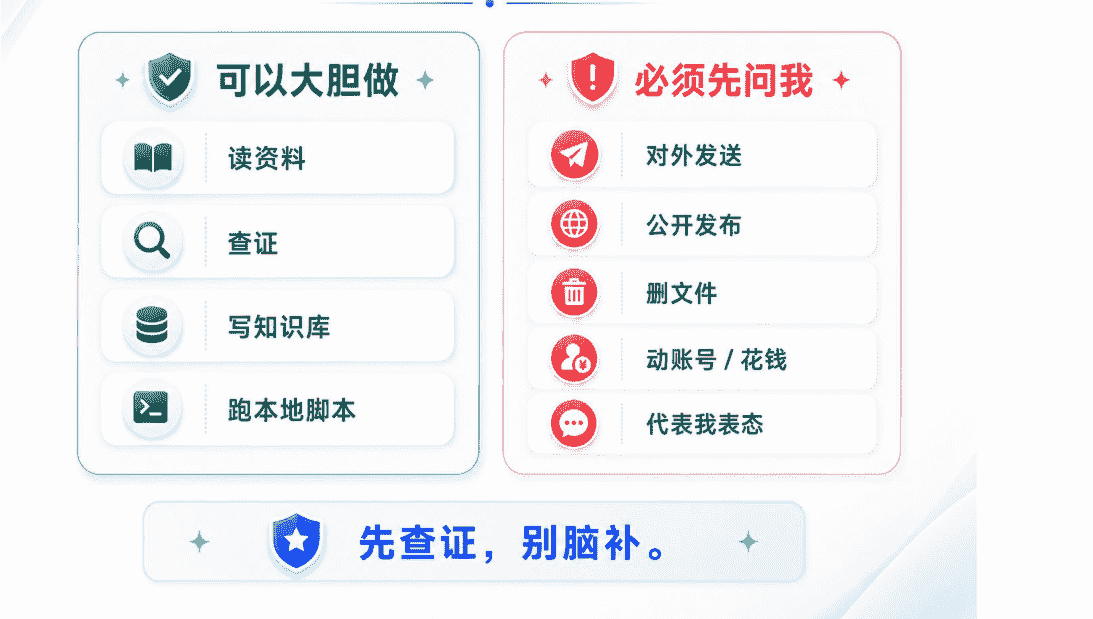 可以大胆做
读资料
查证
写知识库
跑本地脚本
必须先问我
对外发送
公开发布
删文件
动账号 / 花钱
代表我表态
先查证，别脑补。